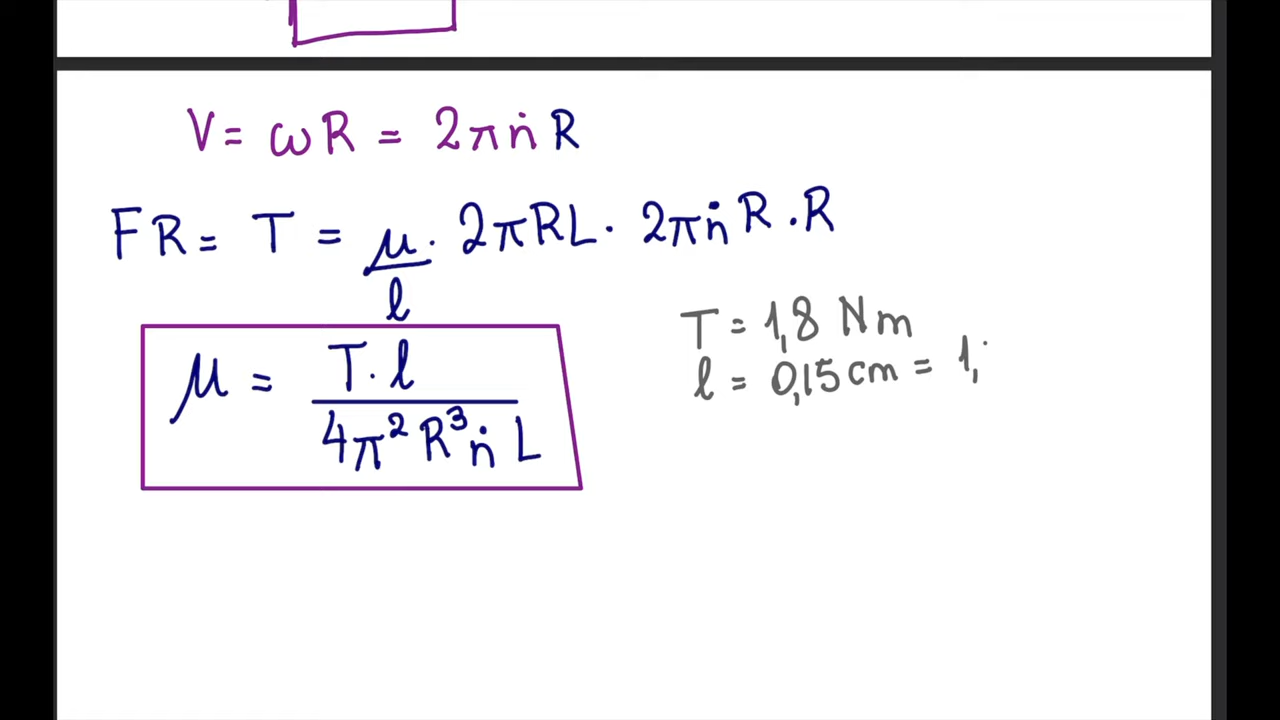 V = ωR = 2πṅR
FR = T = μ/l · 2πRL · 2πṅR · R
μ = T·l / 4π²R³ṅL
T = 1,8 Nm
l = 0,15 cm = 1,